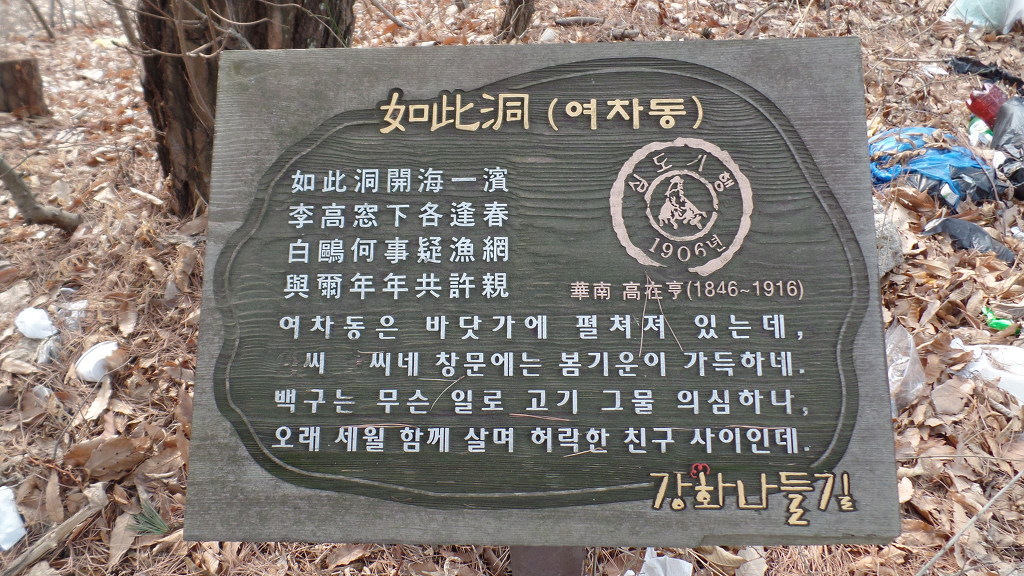 如此洞 (여차동)
如此洞開海一濱
李高窓下各逢春
白鷗何事疑漁網
與爾年年共許親
심도기행
1906년
華南 高在亨(1846~1916)
여차동은 바닷가에 펼쳐져 있는데,
씨 씨네 창문에는 봄기운이 가득하네.
백구는 무슨 일로 고기 그물 의심하나,
오래 세월 함께 살며 허락한 친구 사이인데.
강화나들길